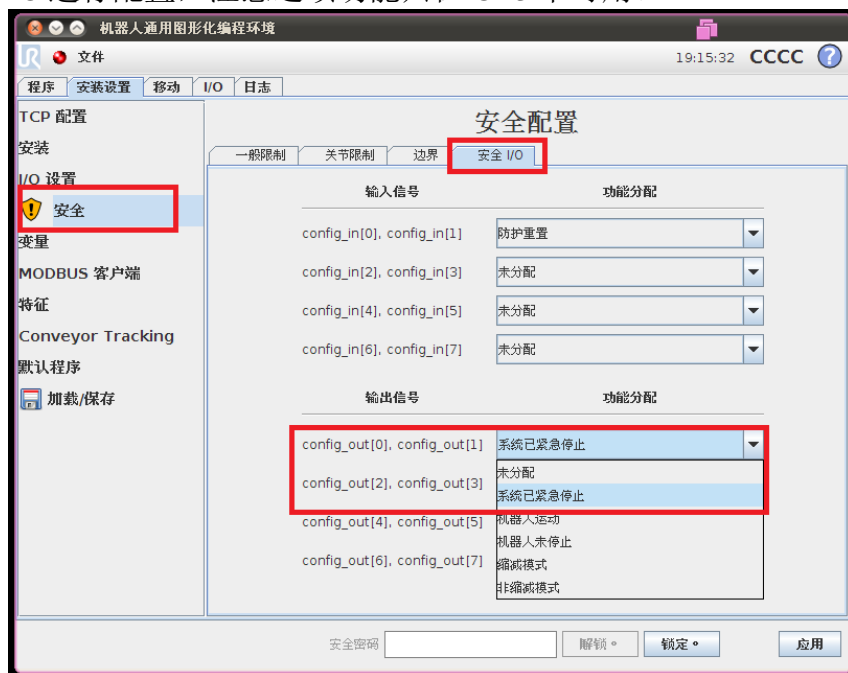 机器人通用图形化编程环境
文件
19:15:32 CCCC ?
程序 安装设置 移动 I/O 日志
TCP 配置
安装
I/O 设置
安全
变量
MODBUS 客户端
特征
Conveyor Tracking
默认程序
加载/保存
安全配置
一般限制 关节限制 边界 安全 I/O
输入信号 功能分配
config_in[0], config_in[1] 防护重置
config_in[2], config_in[3] 未分配
config_in[4], config_in[5] 未分配
config_in[6], config_in[7] 未分配
输出信号 功能分配
config_out[0], config_out[1] 系统已紧急停止
未分配
config_out[2], config_out[3]
系统已紧急停止
config_out[4], config_out[5] 机器人运动
机器人未停止
config_out[6], config_out[7] 缩减模式
非缩减模式
安全密码 解锁 锁定 应用